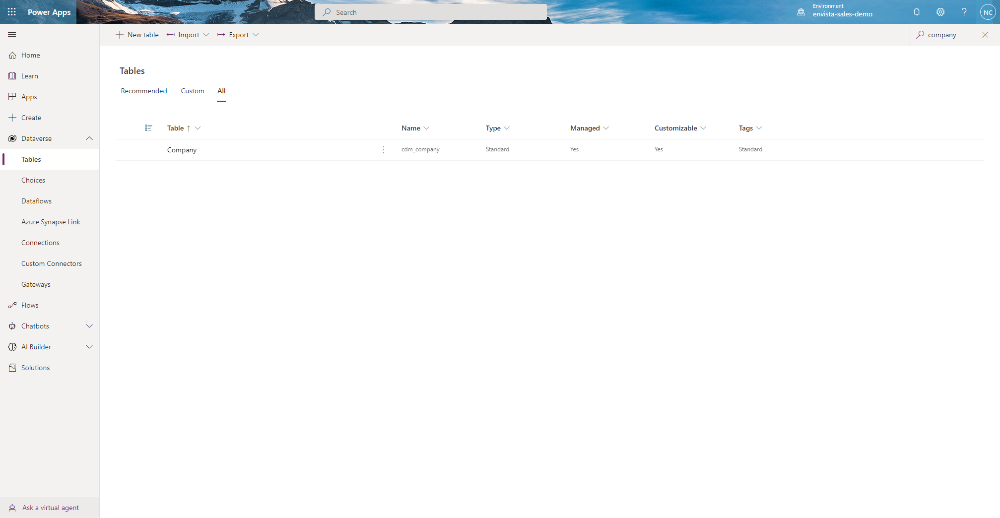 Power Apps
Search
Environment
envista-sales-demo
NC
New table
Import
Export
company
Home
Learn
Apps
Create
Dataverse
Tables
Choices
Dataflows
Azure Synapse Link
Connections
Custom Connectors
Gateways
Flows
Chatbots
AI Builder
Solutions
Ask a virtual agent
Tables
Recommended Custom All
Table Name Type Managed Customizable Tags
Company cdm_company Standard Yes Yes Standard